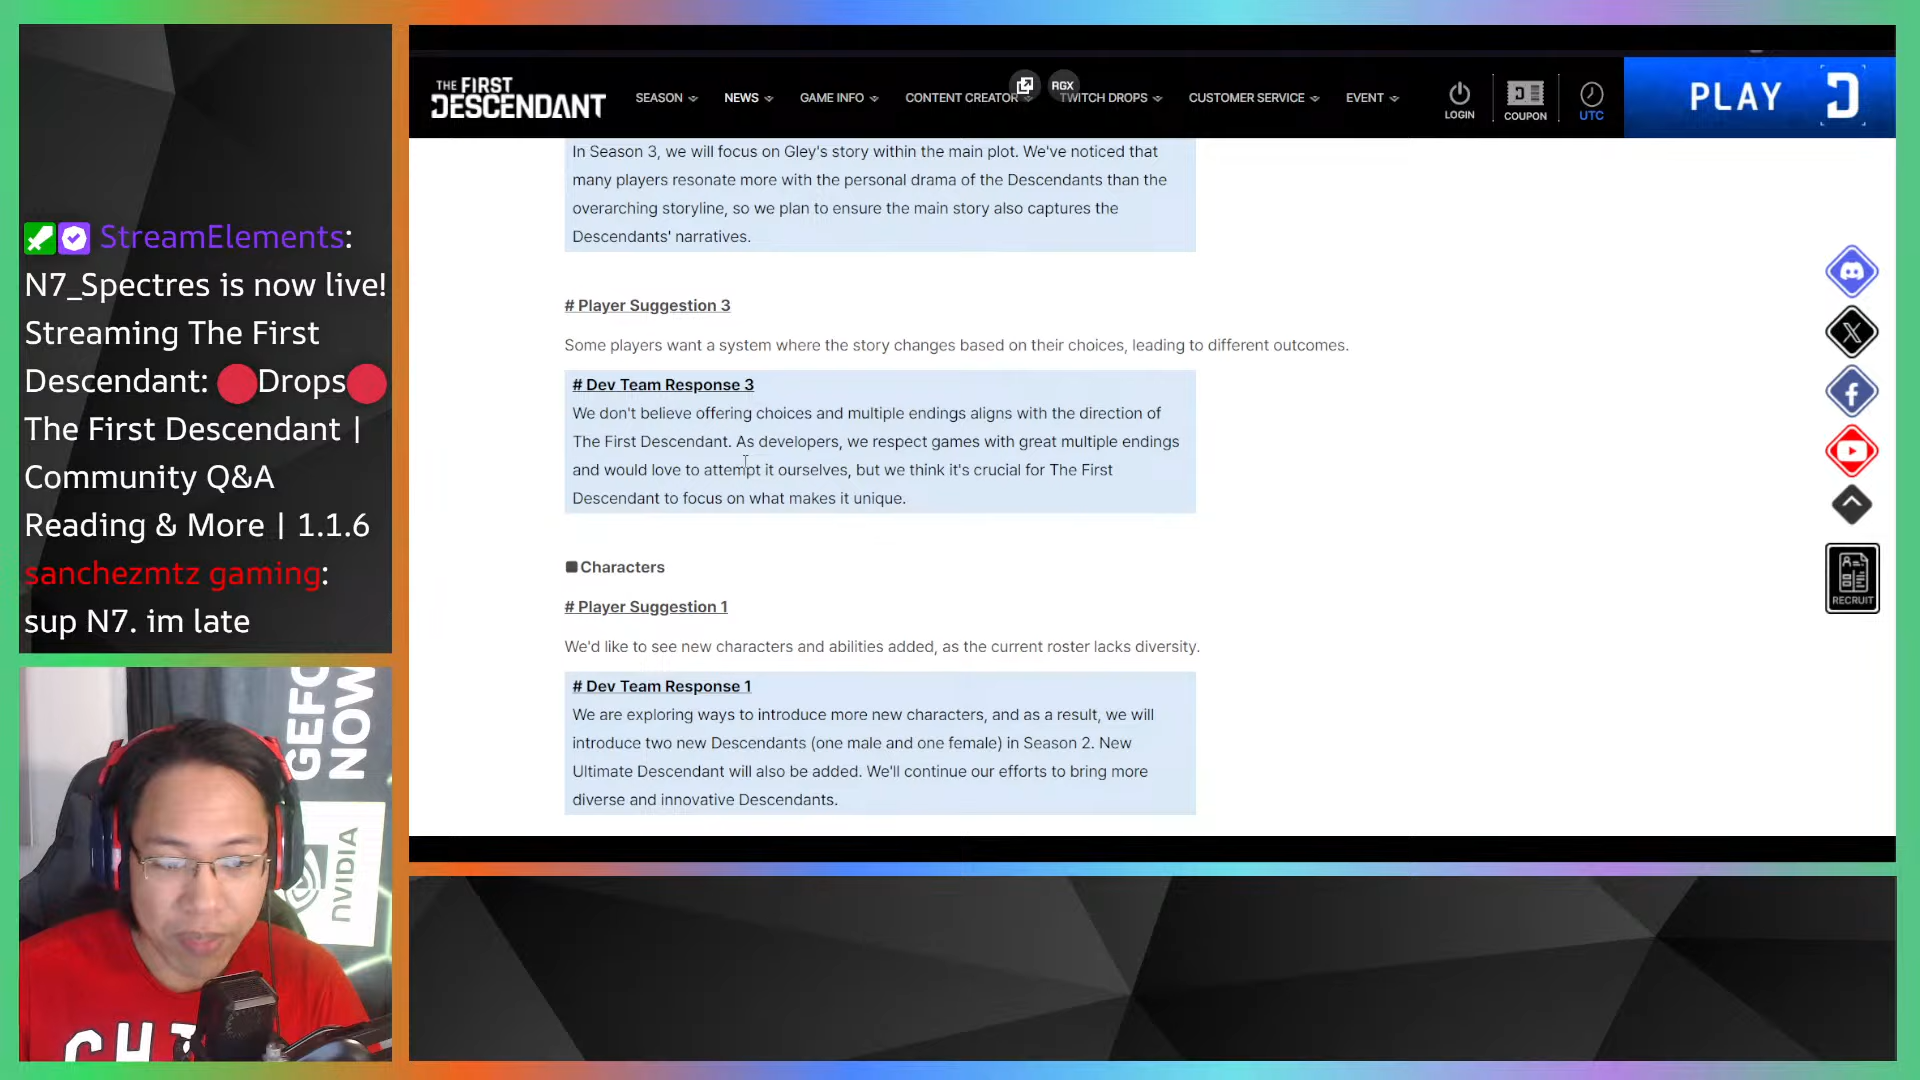 StreamElements:
N7_Spectres is now live!
Streaming The First
Descendant: 🔴Drops🔴
The First Descendant |
Community Q&A
Reading & More | 1.1.6
sanchezmtz gaming:
sup N7. im late
GEFO
NOW
NVIDIA
THE FIRST
DESCENDANT
SEASON
NEWS
GAME INFO
CONTENT CREATOR
RGX
TWITCH DROPS
CUSTOMER SERVICE
EVENT
LOGIN
COUPON
UTC
PLAY
In Season 3, we will focus on Gley's story within the main plot. We've noticed that
many players resonate more with the personal drama of the Descendants than the
overarching storyline, so we plan to ensure the main story also captures the
Descendants' narratives.
# Player Suggestion 3
Some players want a system where the story changes based on their choices, leading to different outcomes.
# Dev Team Response 3
We don't believe offering choices and multiple endings aligns with the direction of
The First Descendant. As developers, we respect games with great multiple endings
and would love to attempt it ourselves, but we think it's crucial for The First
Descendant to focus on what makes it unique.
■Characters
# Player Suggestion 1
We'd like to see new characters and abilities added, as the current roster lacks diversity.
# Dev Team Response 1
We are exploring ways to introduce more new characters, and as a result, we will
introduce two new Descendants (one male and one female) in Season 2. New
Ultimate Descendant will also be added. We'll continue our efforts to bring more
diverse and innovative Descendants.
RECRUIT